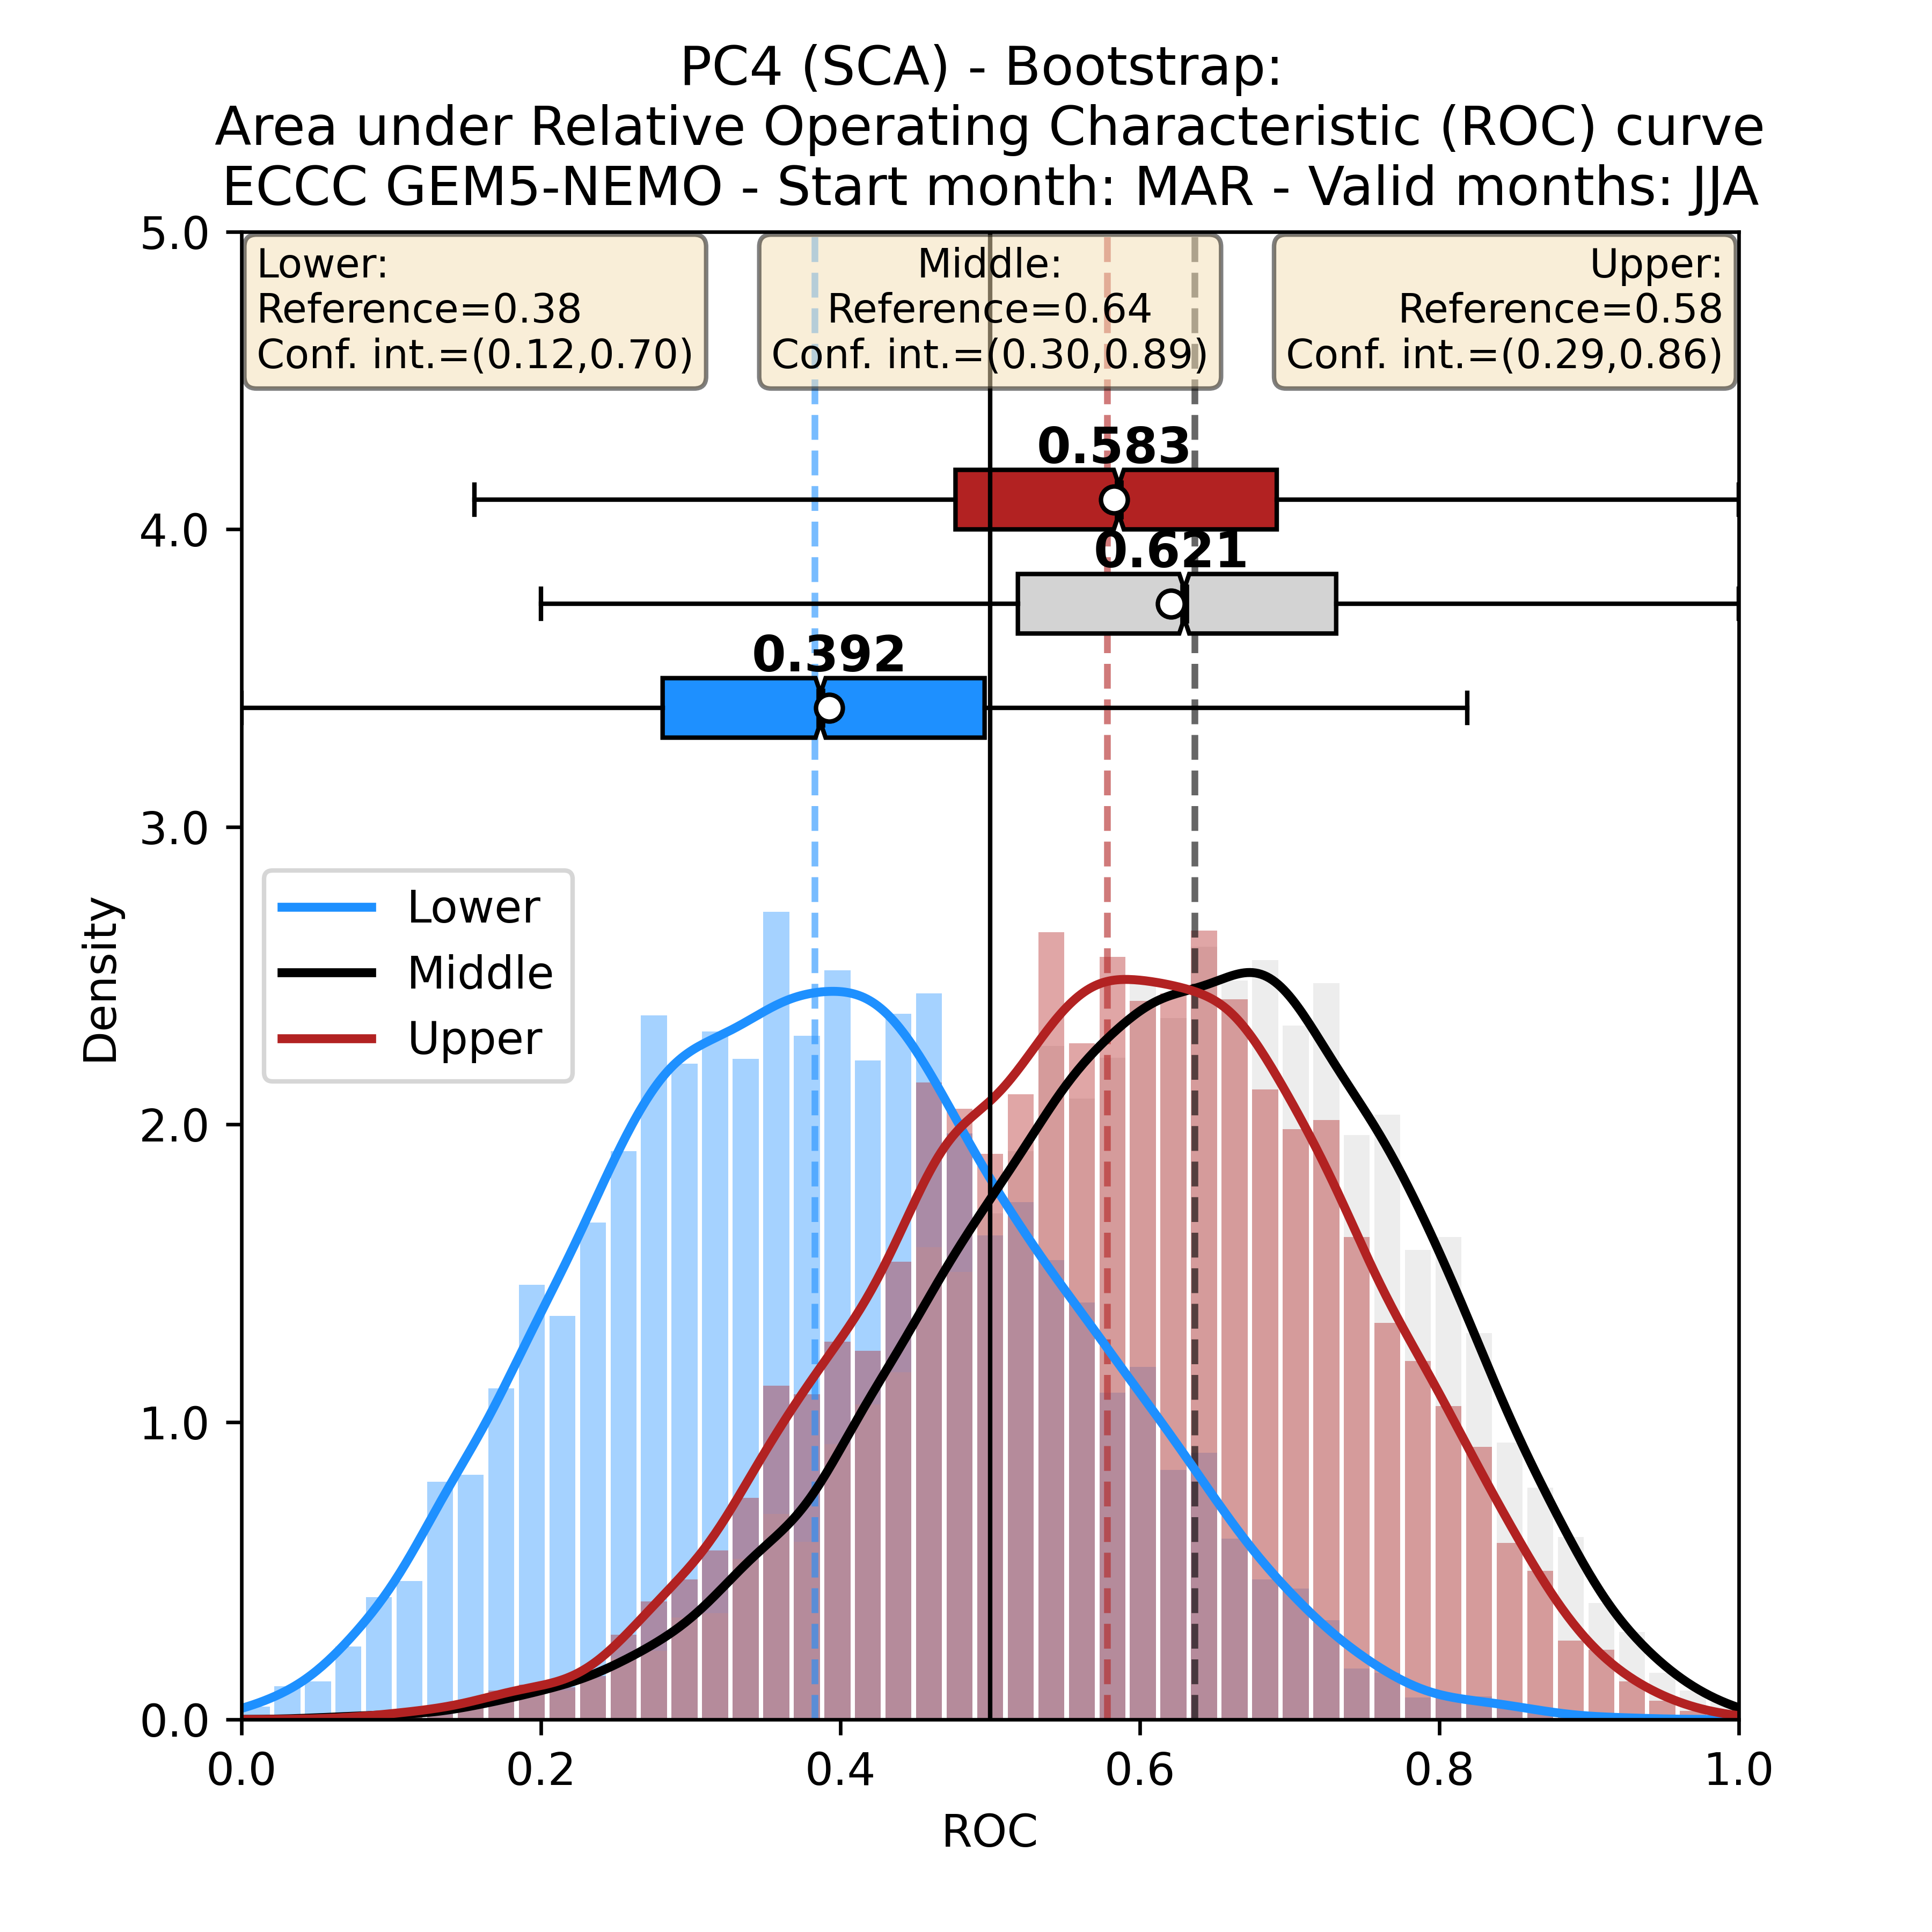 PC4 (SCA) - Bootstrap:
Area under Relative Operating Characteristic (ROC) curve
ECCC GEM5-NEMO - Start month: MAR - Valid months: JJA
5.0
Lower:
Reference=0.38
Conf. int.=(0.12,0.70)
Middle:
Reference=0.64
Conf. int.=(0.30,0.89)
Upper:
Reference=0.58
Conf. int.=(0.29,0.86)
0.583
4.0
0.621
0.392
3.0
Lower
Middle
Upper
Density
2.0
1.0
0.0
0.0
0.2
0.4
0.6
0.8
1.0
ROC